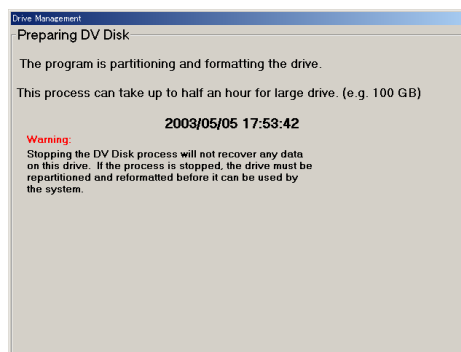 Drive Management
Preparing DV Disk
The program is partitioning and formatting the drive.
This process can take up to half an hour for large drive. (e.g. 100 GB)
2003/05/05 17:53:42
Warning:
Stopping the DV Disk process will not recover any data
on this drive. If the process is stopped, the drive must be
repartitioned and reformatted before it can be used by
the system.